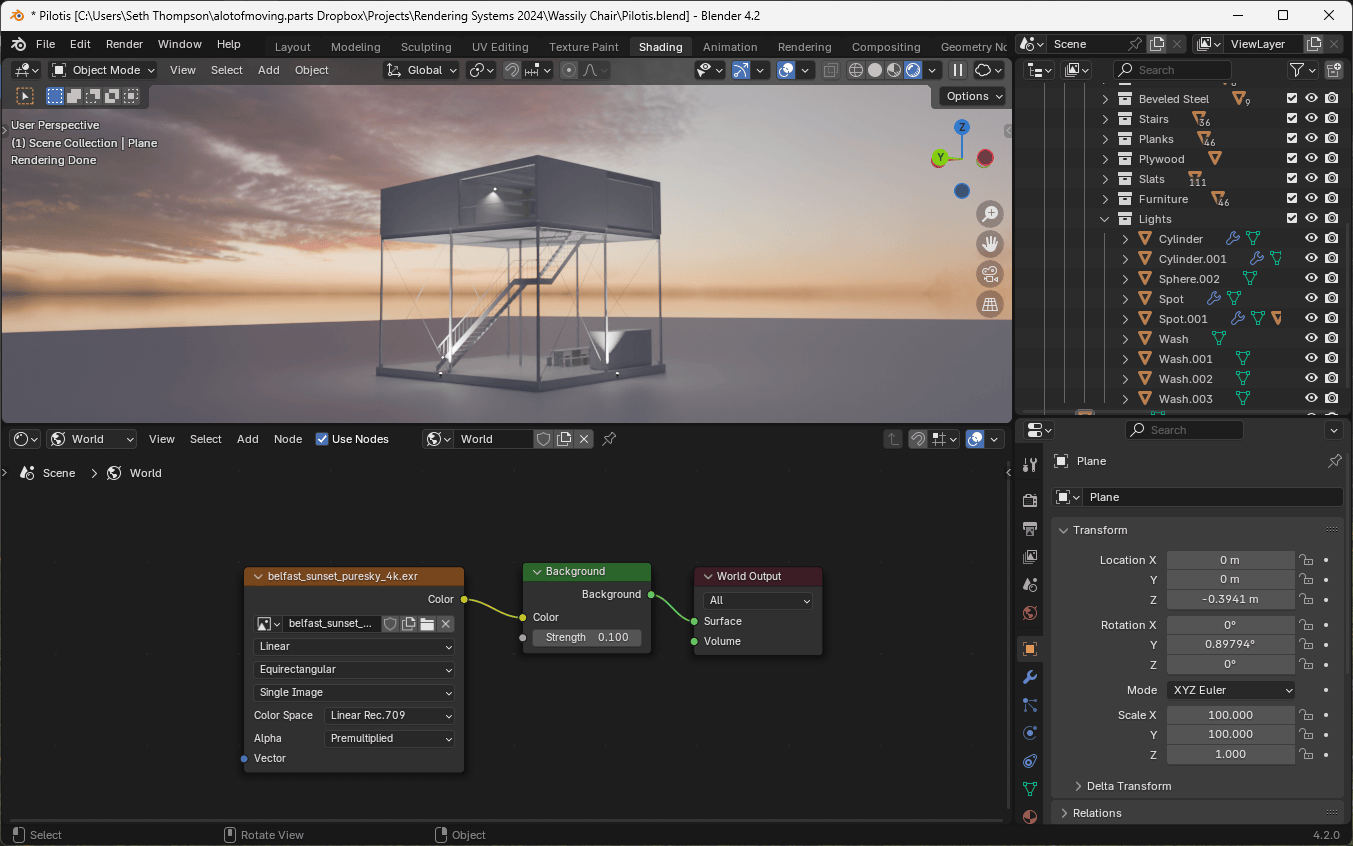 * Pilotis [C:\Users\Seth Thompson\alotofmoving.parts Dropbox\Projects\Rendering Systems 2024\Wassily Chair\Pilotis.blend] - Blender 4.2
File Edit Render Window Help Layout Modeling Sculpting UV Editing Texture Paint Shading Animation Rendering Compositing Geometry No
Scene ViewLayer
Object Mode View Select Add Object Global
Search
Options
User Perspective
(1) Scene Collection | Plane
Rendering Done
Z
Y
Beveled Steel 9
Stairs 36
Planks 46
Plywood
Slats 111
Furniture 46
Lights
Cylinder
Cylinder.001
Sphere.002
Spot
Spot.001
Wash
Wash.001
Wash.002
Wash.003
World View Select Add Node Use Nodes World
Scene World
belfast_sunset_puresky_4k.exr
Color
belfast_sunset_...
Linear
Equirectangular
Single Image
Color Space Linear Rec.709
Alpha Premultiplied
Vector
Background
Background
Color
Strength 0.100
World Output
All
Surface
Volume
Search
Plane
Plane
Transform
Location X 0 m
Y 0 m
Z -0.3941 m
Rotation X 0°
Y 0.89794°
Z 0°
Mode XYZ Euler
Scale X 100.000
Y 100.000
Z 1.000
Delta Transform
Relations
Select Rotate View Object 4.2.0